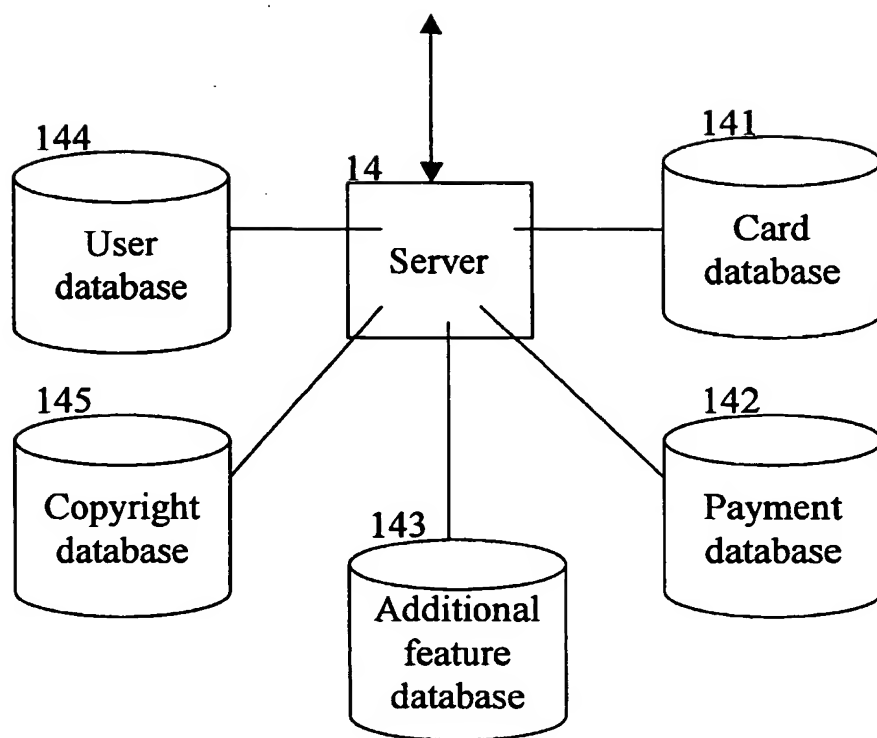 144
User
database
14
Server
141
Card
database
145
Copyright
database
143
Additional
feature
database
142
Payment
database